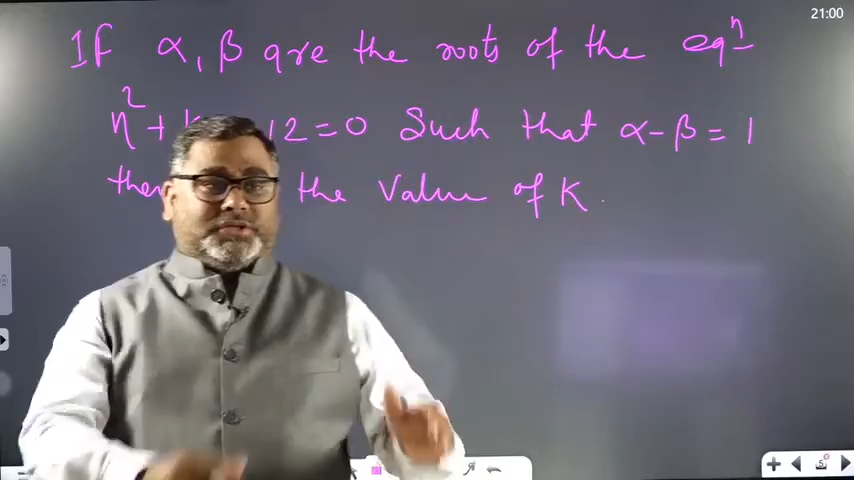 21:00
If α, β are the roots of the eqn
x² + 12 = 0 Such that α - β = 1
the value of K.